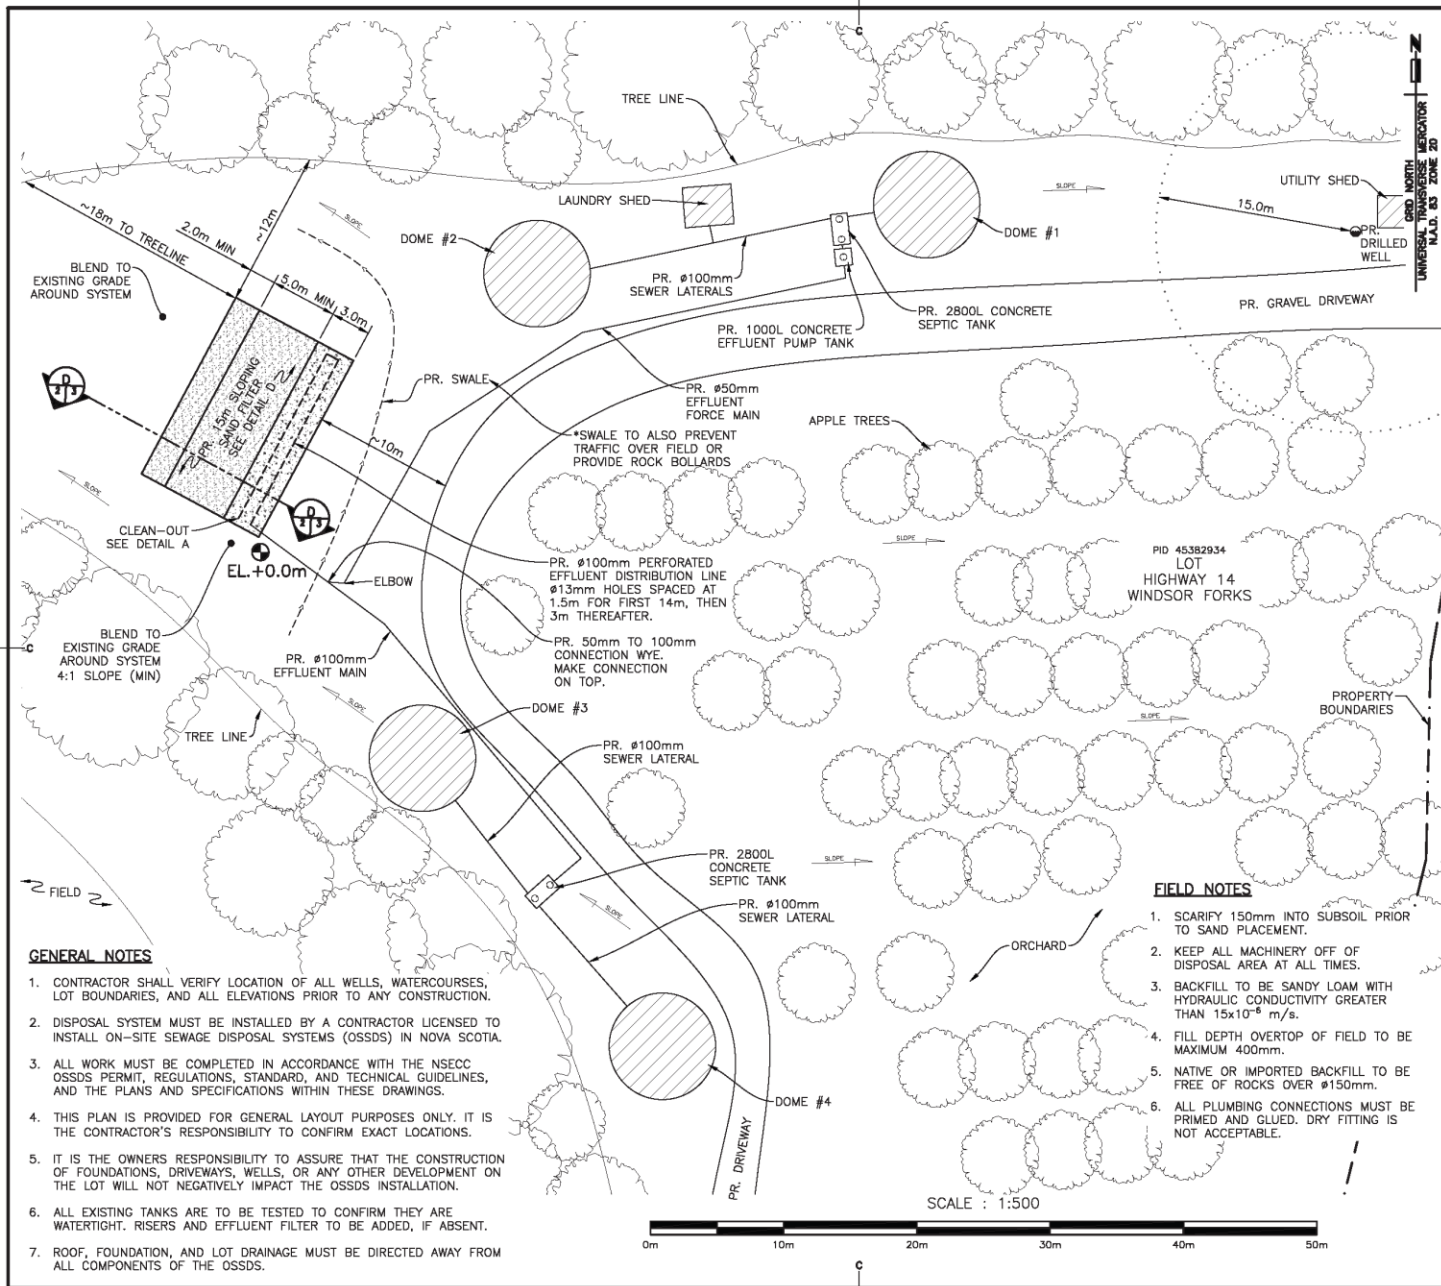 C
TREE LINE
N
GRID NORTH
UNIVERSAL TRANSVERSE MERCATOR
N.A.D. 83 ZONE 20
UTILITY SHED
SLOPE
15.0m
PR.
DRILLED
WELL
LAUNDRY SHED
DOME #1
DOME #2
~18m TO TREELINE
2.0m MIN
~12m
SLOPE
5.0m MIN
3.0m
BLEND TO
EXISTING GRADE
AROUND SYSTEM
PR. ø100mm
SEWER LATERALS
PR. GRAVEL DRIVEWAY
PR. 2800L CONCRETE
SEPTIC TANK
PR. 1000L CONCRETE
EFFLUENT PUMP TANK
D
2 3
PR. 15m SLOPING
SAND FILTER
SEE DETAIL D
PR. SWALE
PR. ø50mm
EFFLUENT
FORCE MAIN
APPLE TREES
*SWALE TO ALSO PREVENT
TRAFFIC OVER FIELD OR
PROVIDE ROCK BOLLARDS
~10m
SLOPE
D
2 3
CLEAN-OUT
SEE DETAIL A
EL.+0.0m
ELBOW
SLOPE
PR. ø100mm PERFORATED
EFFLUENT DISTRIBUTION LINE
ø13mm HOLES SPACED AT
1.5m FOR FIRST 14m, THEN
3m THEREAFTER.
PID 45382934
LOT
HIGHWAY 14
WINDSOR FORKS
C
BLEND TO
EXISTING GRADE
AROUND SYSTEM
4:1 SLOPE (MIN)
PR. ø100mm
EFFLUENT MAIN
PR. 50mm TO 100mm
CONNECTION WYE.
MAKE CONNECTION
ON TOP.
SLOPE
DOME #3
PROPERTY
BOUNDARIES
SLOPE
TREE LINE
PR. ø100mm
SEWER LATERAL
PR. 2800L
CONCRETE
SEPTIC TANK
SLOPE
FIELD
PR. ø100mm
SEWER LATERAL
SLOPE
ORCHARD
DOME #4
PR. DRIVEWAY
GENERAL NOTES
1. CONTRACTOR SHALL VERIFY LOCATION OF ALL WELLS, WATERCOURSES,
LOT BOUNDARIES, AND ALL ELEVATIONS PRIOR TO ANY CONSTRUCTION.
2. DISPOSAL SYSTEM MUST BE INSTALLED BY A CONTRACTOR LICENSED TO
INSTALL ON-SITE SEWAGE DISPOSAL SYSTEMS (OSSDS) IN NOVA SCOTIA.
3. ALL WORK MUST BE COMPLETED IN ACCORDANCE WITH THE NSECC
OSSDS PERMIT, REGULATIONS, STANDARD, AND TECHNICAL GUIDELINES,
AND THE PLANS AND SPECIFICATIONS WITHIN THESE DRAWINGS.
4. THIS PLAN IS PROVIDED FOR GENERAL LAYOUT PURPOSES ONLY. IT IS
THE CONTRACTOR'S RESPONSIBILITY TO CONFIRM EXACT LOCATIONS.
5. IT IS THE OWNERS RESPONSIBILITY TO ASSURE THAT THE CONSTRUCTION
OF FOUNDATIONS, DRIVEWAYS, WELLS, OR ANY OTHER DEVELOPMENT ON
THE LOT WILL NOT NEGATIVELY IMPACT THE OSSDS INSTALLATION.
6. ALL EXISTING TANKS ARE TO BE TESTED TO CONFIRM THEY ARE
WATERTIGHT. RISERS AND EFFLUENT FILTER TO BE ADDED, IF ABSENT.
7. ROOF, FOUNDATION, AND LOT DRAINAGE MUST BE DIRECTED AWAY FROM
ALL COMPONENTS OF THE OSSDS.
FIELD NOTES
1. SCARIFY 150mm INTO SUBSOIL PRIOR
TO SAND PLACEMENT.
2. KEEP ALL MACHINERY OFF OF
DISPOSAL AREA AT ALL TIMES.
3. BACKFILL TO BE SANDY LOAM WITH
HYDRAULIC CONDUCTIVITY GREATER
THAN 15x10⁻⁶ m/s.
4. FILL DEPTH OVERTOP OF FIELD TO BE
MAXIMUM 400mm.
5. NATIVE OR IMPORTED BACKFILL TO BE
FREE OF ROCKS OVER ø150mm.
6. ALL PLUMBING CONNECTIONS MUST BE
PRIMED AND GLUED. DRY FITTING IS
NOT ACCEPTABLE.
SCALE : 1:500
0m 10m 20m 30m 40m 50m
C